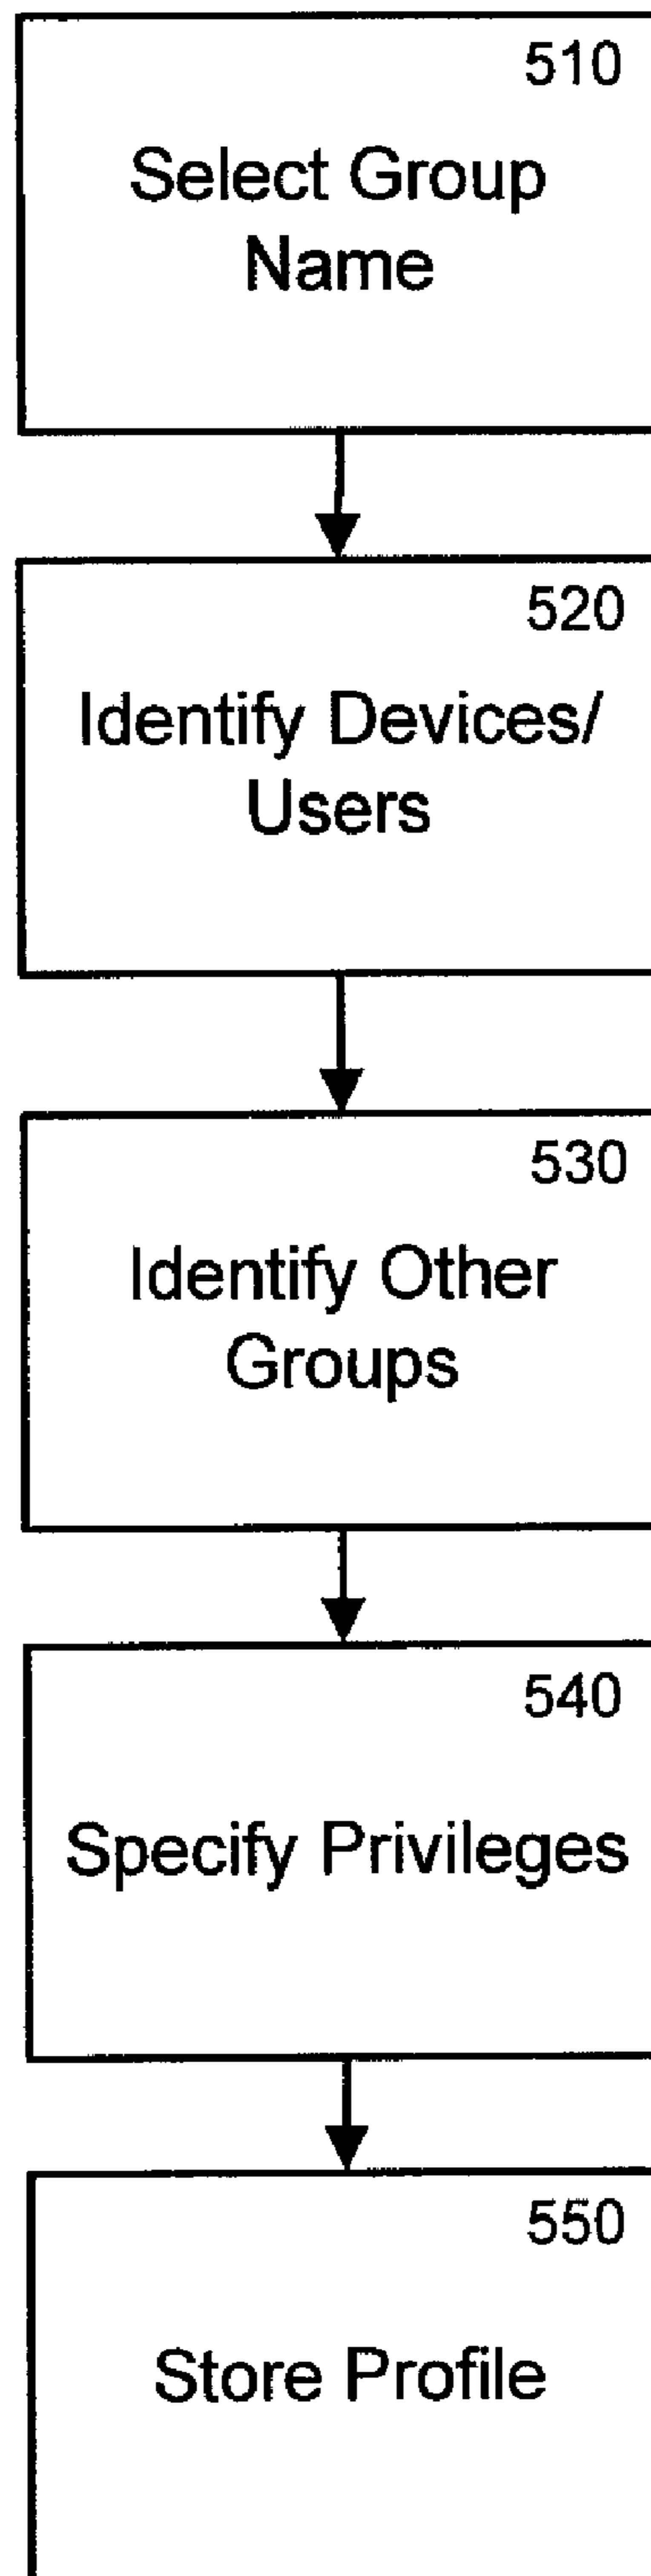 510
Select Group
Name
520
Identify Devices/
Users
530
Identify Other
Groups
540
Specify Privileges
550
Store Profile